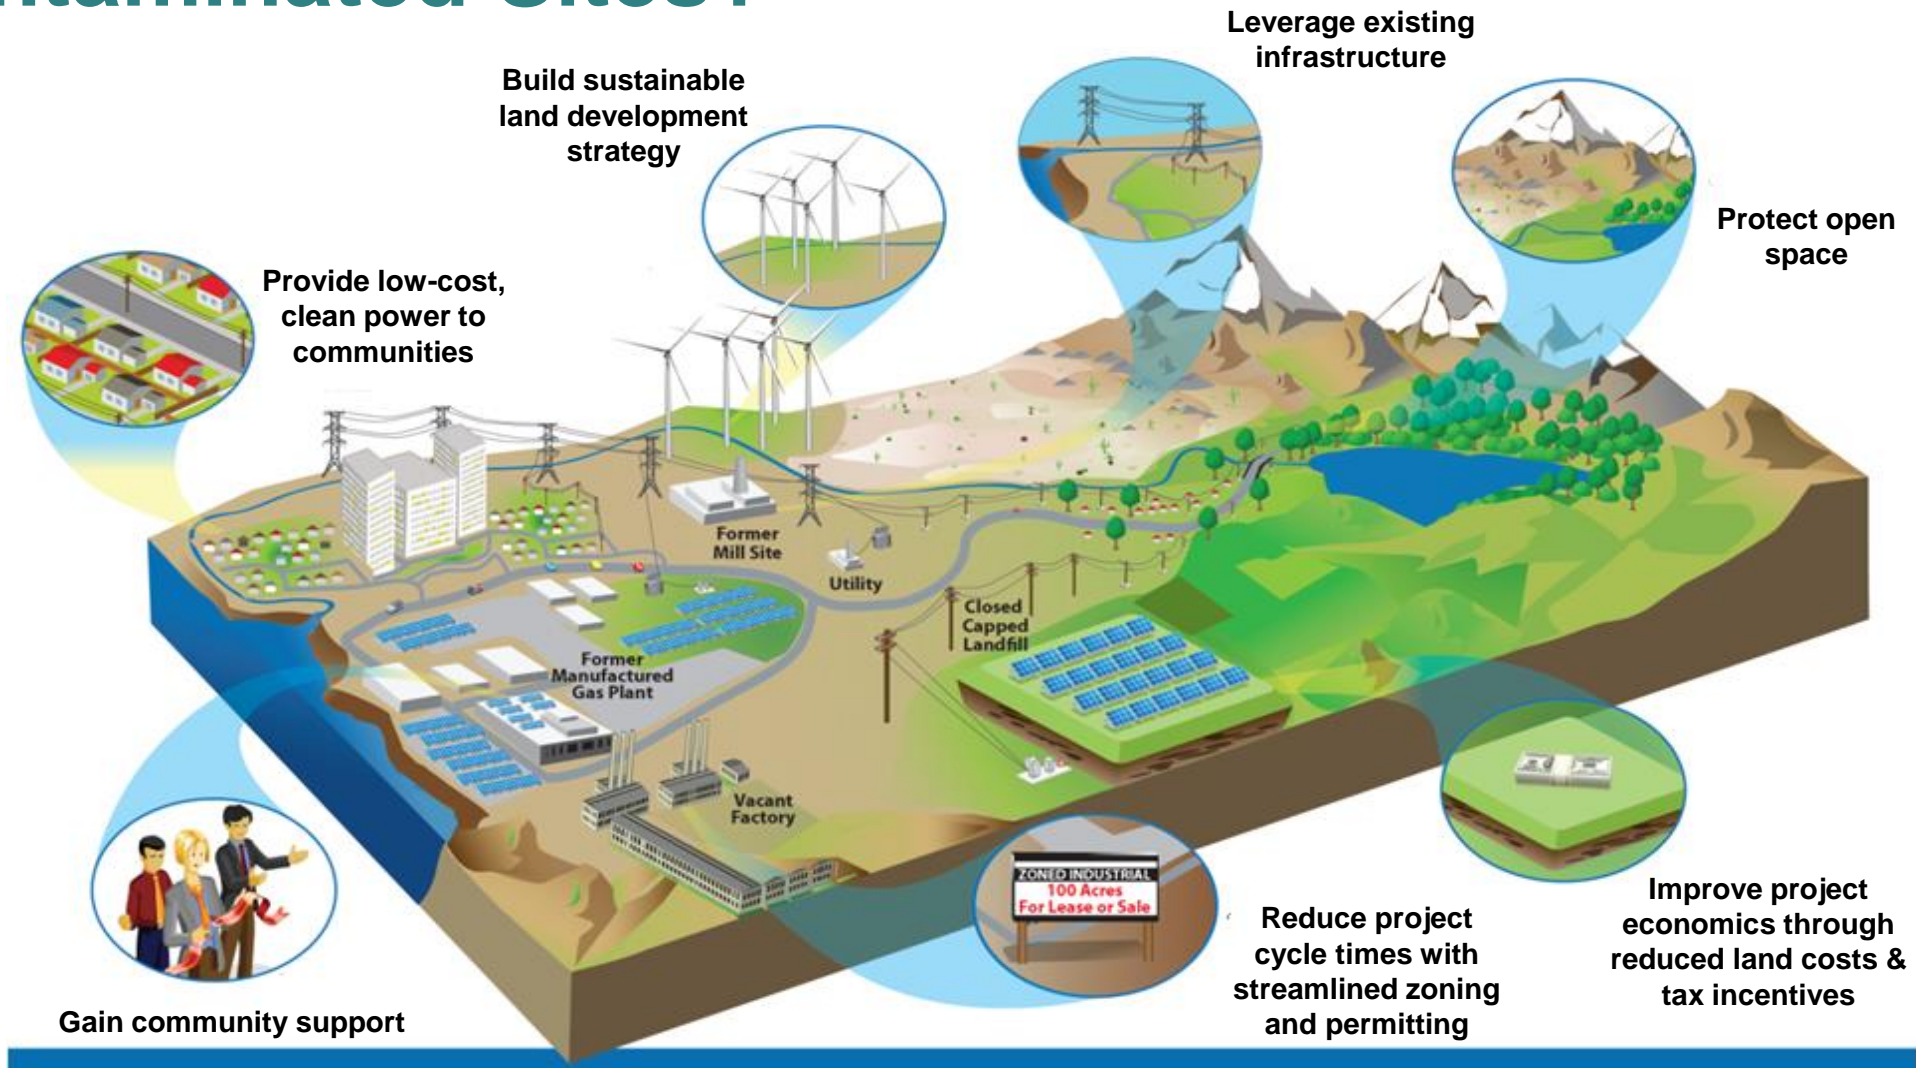 Contaminated Sites?
Leverage existing
infrastructure
Build sustainable
land development
strategy
Protect open
space
Provide low-cost,
clean power to
communities
Former
Mill Site
Utility
Closed
Capped
Landfill
Former
Manufactured
Gas Plant
Vacant
Factory
ZONED INDUSTRIAL
100 Acres
For Lease or Sale
Improve project
economics through
reduced land costs &
tax incentives
Reduce project
cycle times with
streamlined zoning
and permitting
Gain community support